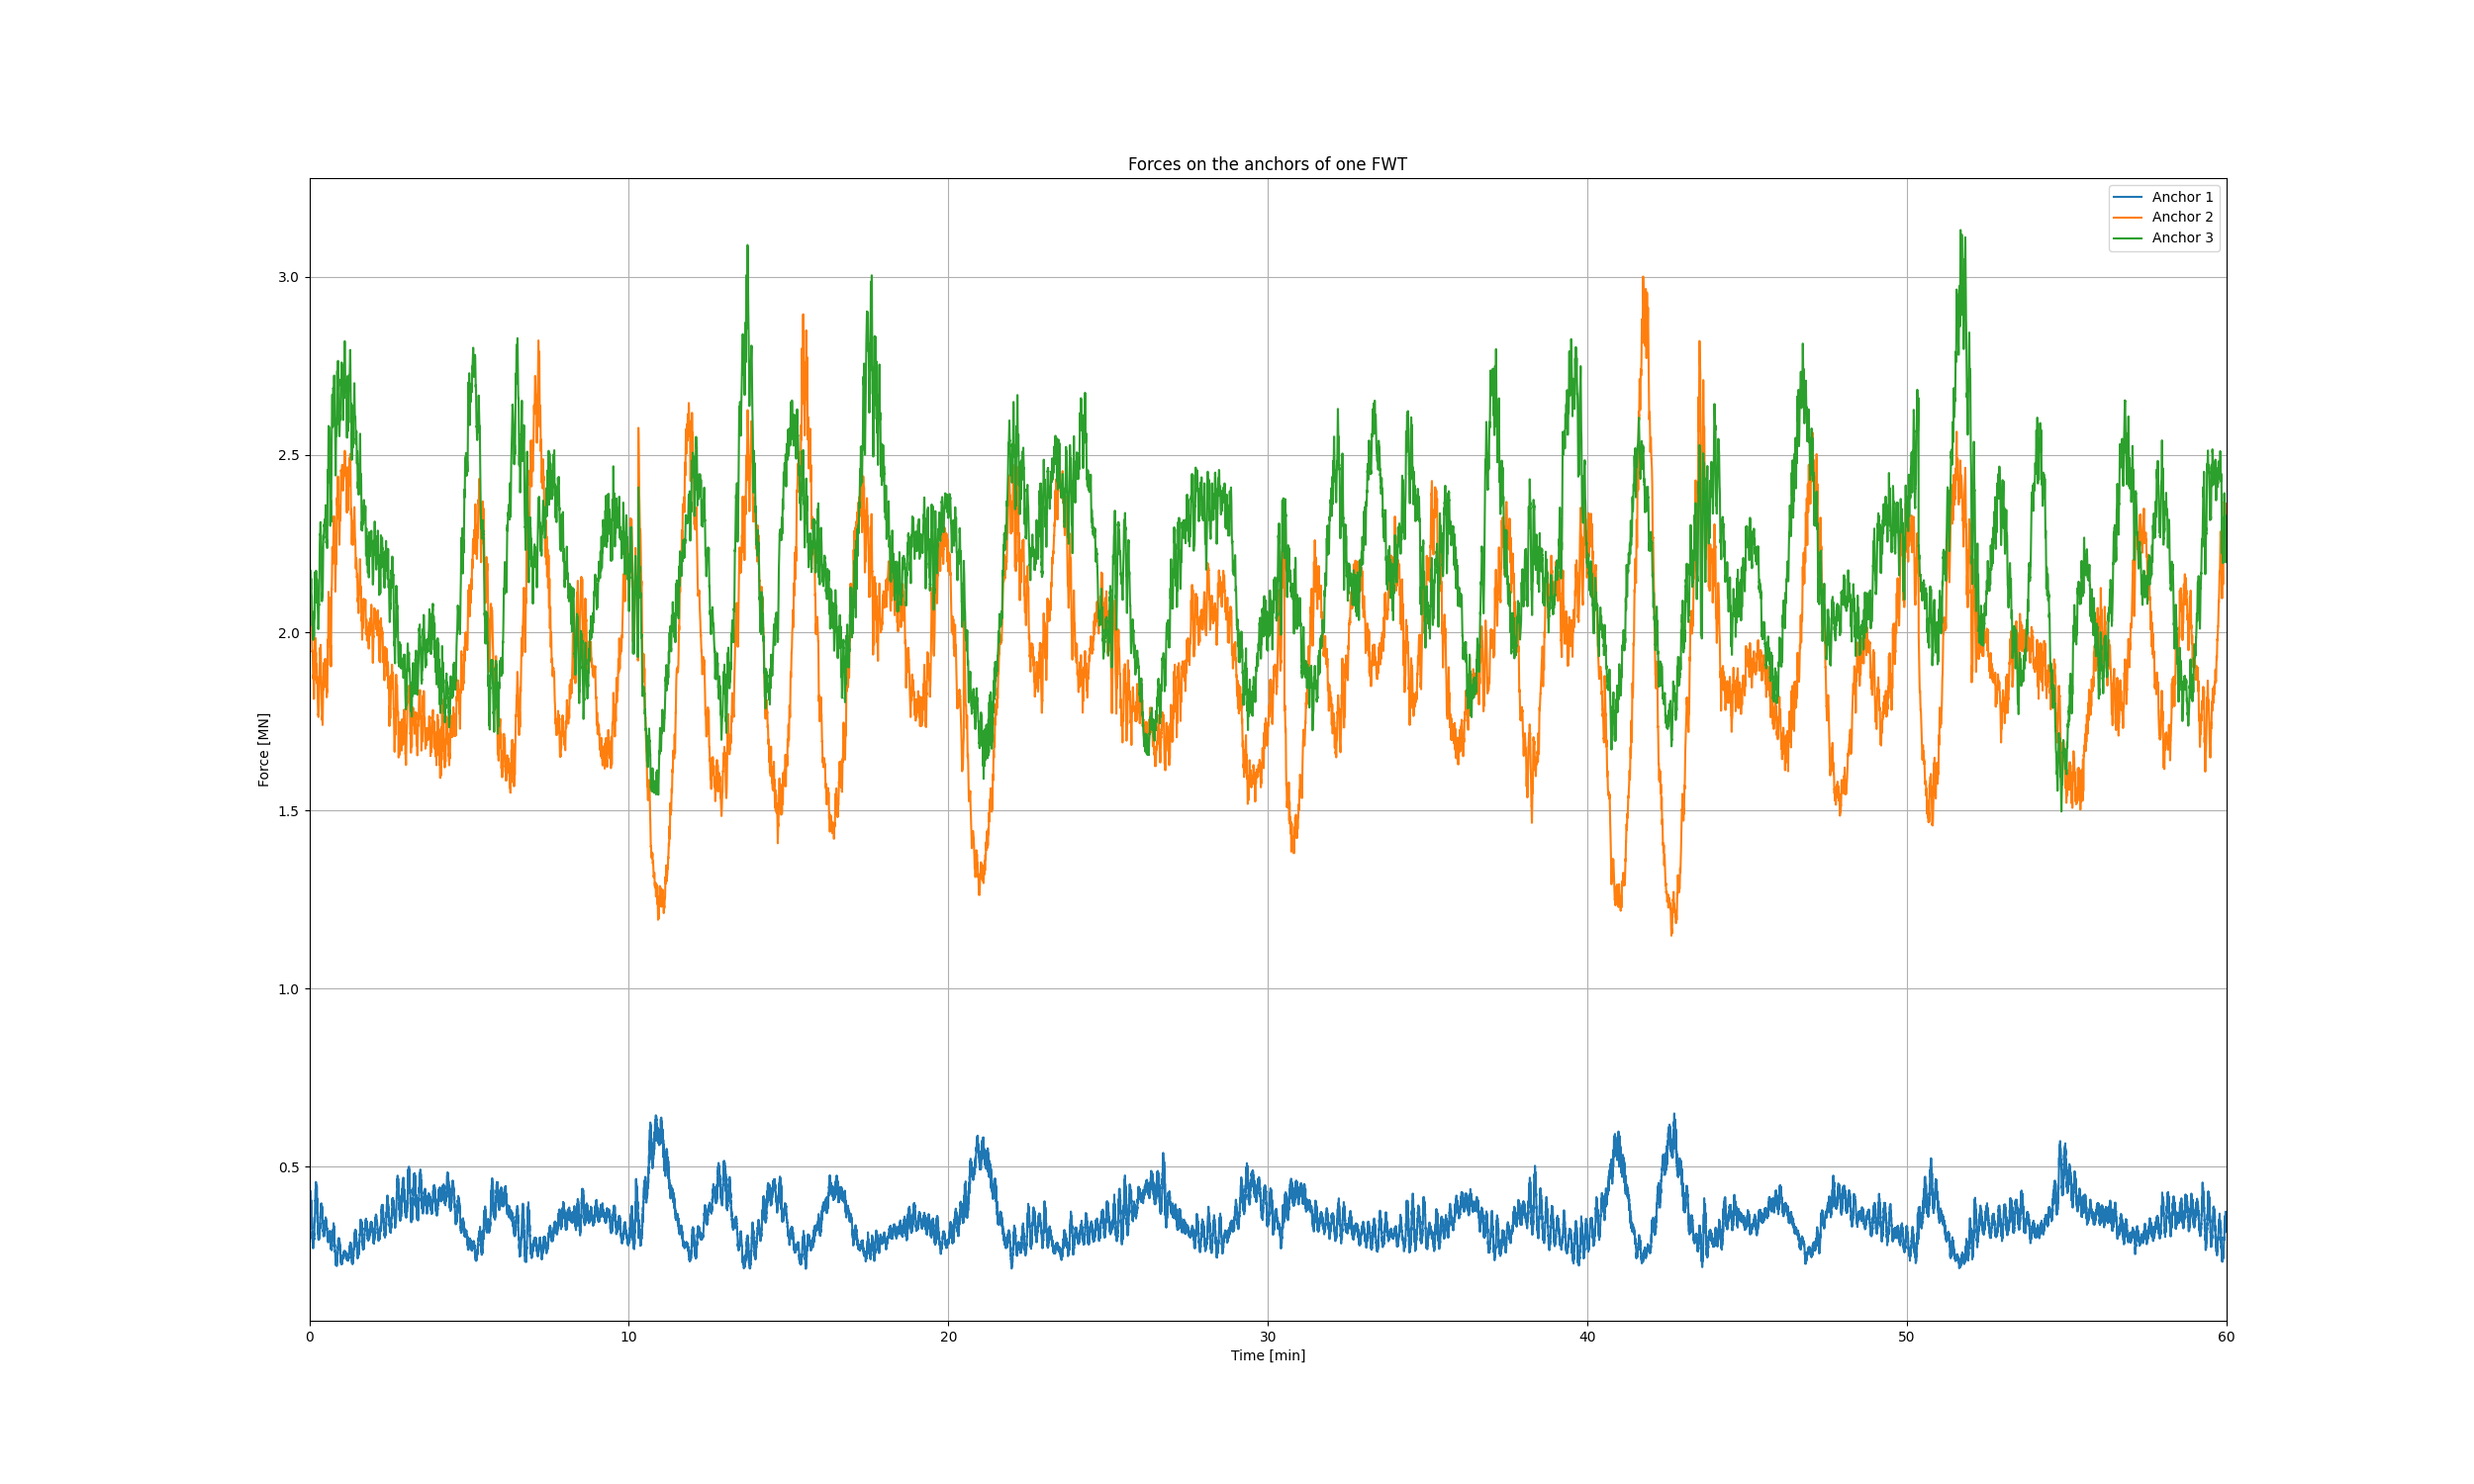 Forces on the anchors of one FWT
Anchor 1
Anchor 2
Anchor 3
Force [MN]
3.0
2.5
2.0
1.5
1.0
0.5
0 10 20 30 40 50 60
Time [min]